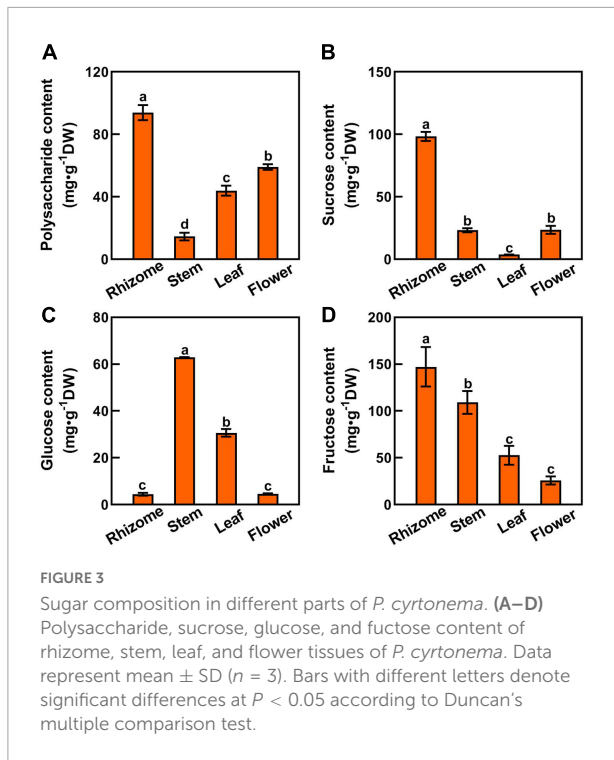 A
Polysaccharide content
(mg•g⁻¹DW)
120
80
40
0
a
d
c
b
Rhizome
Stem
Leaf
Flower
B
Sucrose content
(mg•g⁻¹DW)
150
100
50
0
a
b
c
b
Rhizome
Stem
Leaf
Flower
C
Glucose content
(mg•g⁻¹DW)
80
60
40
20
0
c
a
b
c
Rhizome
Stem
Leaf
Flower
D
Fructose content
(mg•g⁻¹DW)
200
150
100
50
0
a
b
c
c
Rhizome
Stem
Leaf
Flower
FIGURE 3
Sugar composition in different parts of P. cyrtonema. (A–D)
Polysaccharide, sucrose, glucose, and fuctose content of
rhizome, stem, leaf, and flower tissues of P. cyrtonema. Data
represent mean ± SD (n = 3). Bars with different letters denote
significant differences at P < 0.05 according to Duncan's
multiple comparison test.